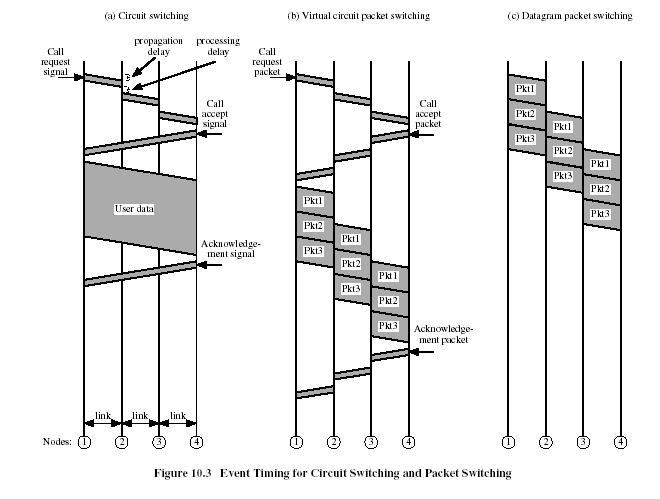 (a) Circuit switching
(b) Virtual circuit packet switching
(c) Datagram packet switching
Call
request
signal
propagation
delay
processing
delay
Call
accept
signal
User data
Acknowledge-
ment signal
link
link
link
Call
request
packet
Call
accept
packet
Pkt1
Pkt2
Pkt3
Pkt1
Pkt2
Pkt3
Pkt1
Pkt2
Pkt3
Acknowledge-
ment packet
Pkt1
Pkt2
Pkt3
Pkt1
Pkt2
Pkt3
Pkt1
Pkt2
Pkt3
Nodes: 1 2 3 4
1 2 3 4
1 2 3 4
Figure 10.3 Event Timing for Circuit Switching and Packet Switching